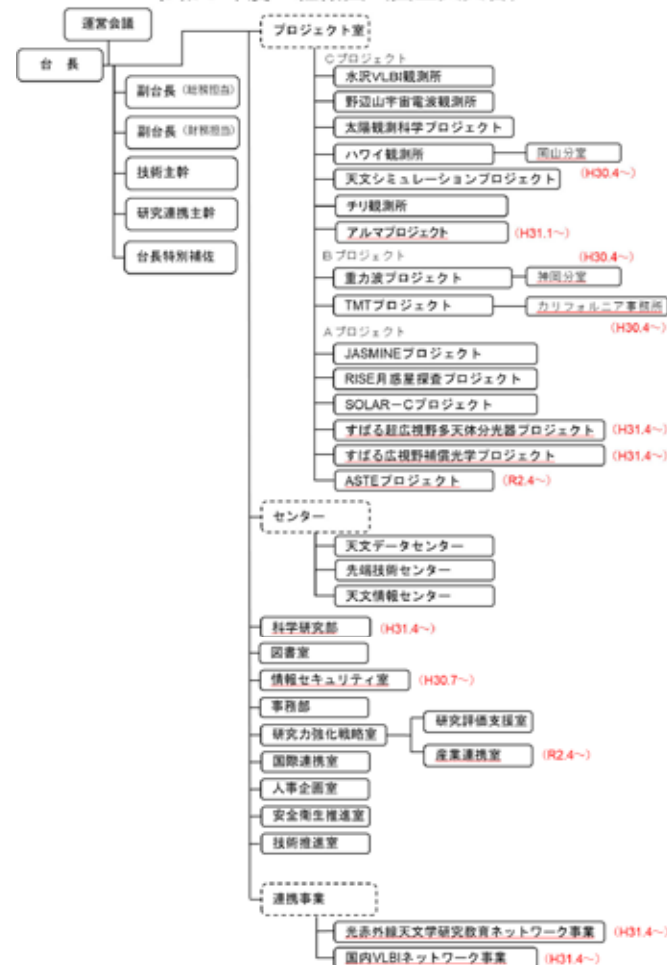 運営会議
台 長
副台長（総務担当）
副台長（財務担当）
技術主幹
研究連携主幹
台長特別補佐
プロジェクト室
Cプロジェクト
水沢VLBI観測所
野辺山宇宙電波観測所
太陽観測科学プロジェクト
ハワイ観測所
岡山分室
(H30.4～)
天文シミュレーションプロジェクト
チリ観測所
アルマプロジェクト
(H31.1～)
Bプロジェクト
(H30.4～)
重力波プロジェクト
神岡分室
TMTプロジェクト
カリフォルニア事務所
(H30.4～)
Aプロジェクト
JASMINEプロジェクト
RISE月惑星探査プロジェクト
SOLAR－Cプロジェクト
すばる超広視野多天体分光器プロジェクト (H31.4～)
すばる広視野補償光学プロジェクト (H31.4～)
ASTEプロジェクト (R2.4～)
センター
天文データセンター
先端技術センター
天文情報センター
科学研究部 (H31.4～)
図書室
情報セキュリティ室 (H30.7～)
事務部
研究力強化戦略室
研究評価支援室
産業連携室 (R2.4～)
国際連携室
人事企画室
安全衛生推進室
技術推進室
連携事業
光赤外線天文学研究教育ネットワーク事業 (H31.4～)
国内VLBIネットワーク事業 (H31.4～)